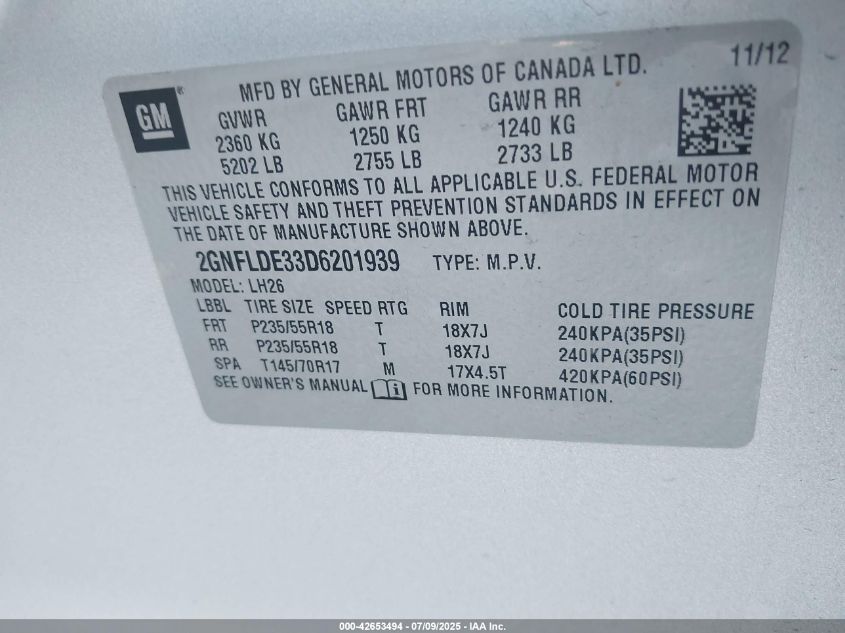 11/12
MFD BY GENERAL MOTORS OF CANADA LTD.
GM ®
GVWR GAWR FRT GAWR RR
2360 KG 1250 KG 1240 KG
5202 LB 2755 LB 2733 LB
THIS VEHICLE CONFORMS TO ALL APPLICABLE U.S. FEDERAL MOTOR
VEHICLE SAFETY AND THEFT PREVENTION STANDARDS IN EFFECT ON
THE DATE OF MANUFACTURE SHOWN ABOVE.
2GNFLDE33D6201939 TYPE: M.P.V.
MODEL: LH26
LBBL TIRE SIZE SPEED RTG RIM COLD TIRE PRESSURE
FRT P235/55R18 T 18X7J 240KPA(35PSI)
RR P235/55R18 T 18X7J 240KPA(35PSI)
SPA T145/70R17 M 17X4.5T 420KPA(60PSI)
SEE OWNER'S MANUAL i FOR MORE INFORMATION.
000-42653494 - 07/09/2025 - IAA Inc.